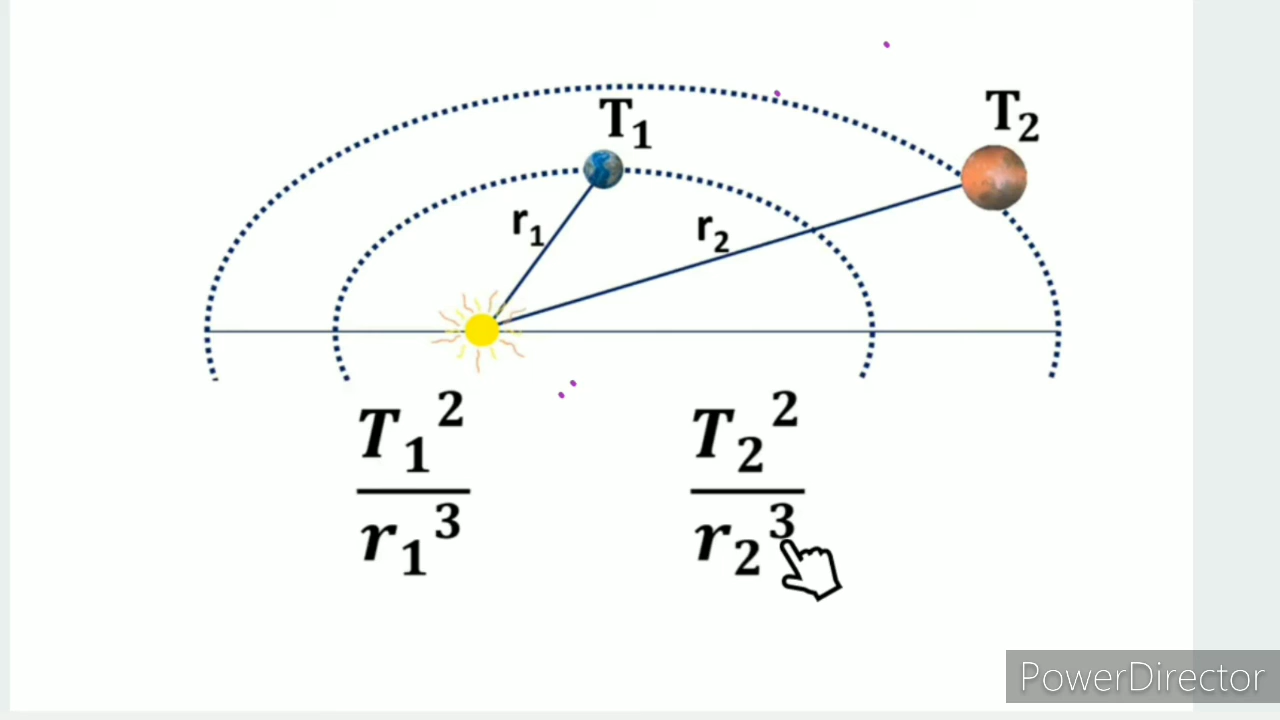 T₁
T₂
r₁
r₂
T₁² / r₁³
T₂² / r₂³
PowerDirector